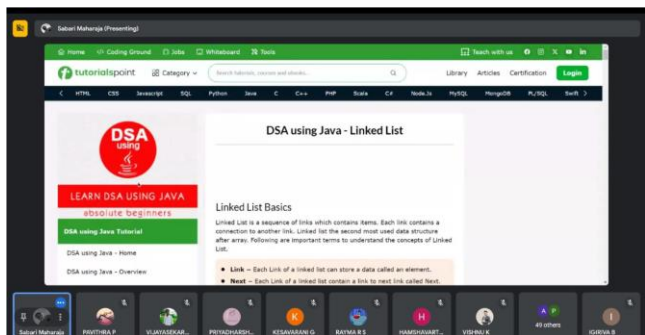 Sabari Maharaja (Presenting)
Home </> Coding Ground Jobs Whiteboard Tools
Teach with us
tutorialspoint Category
Search tutorials, courses and ebooks...
Library Articles Certification Login
HTML CSS Javascript SQL Python Java C C++ PHP Scala C# Node.Js MySQL MongoDB PL/SQL Swift
DSA
using
LEARN DSA USING JAVA
absolute beginners
DSA using Java Tutorial
DSA using Java - Home
DSA using Java - Overview
DSA using Java - Linked List
Linked List Basics
Linked List is a sequence of links which contains items. Each link contains a
connection to another link. Linked list the second most used data structure
after array. Following are important terms to understand the concepts of Linked
List.
Link – Each Link of a linked list can store a data called an element.
Next – Each Link of a linked list contain a link to next link called Next.
K
H
V
A P
I
Sabari Maharaja
PAVITHRA P
VIJAYASEKAR...
PRIYADHARSH...
KESAVARANI G
RAYMA R S
HAMSHAVART...
VISHNU K
49 others
IGIRIVA B